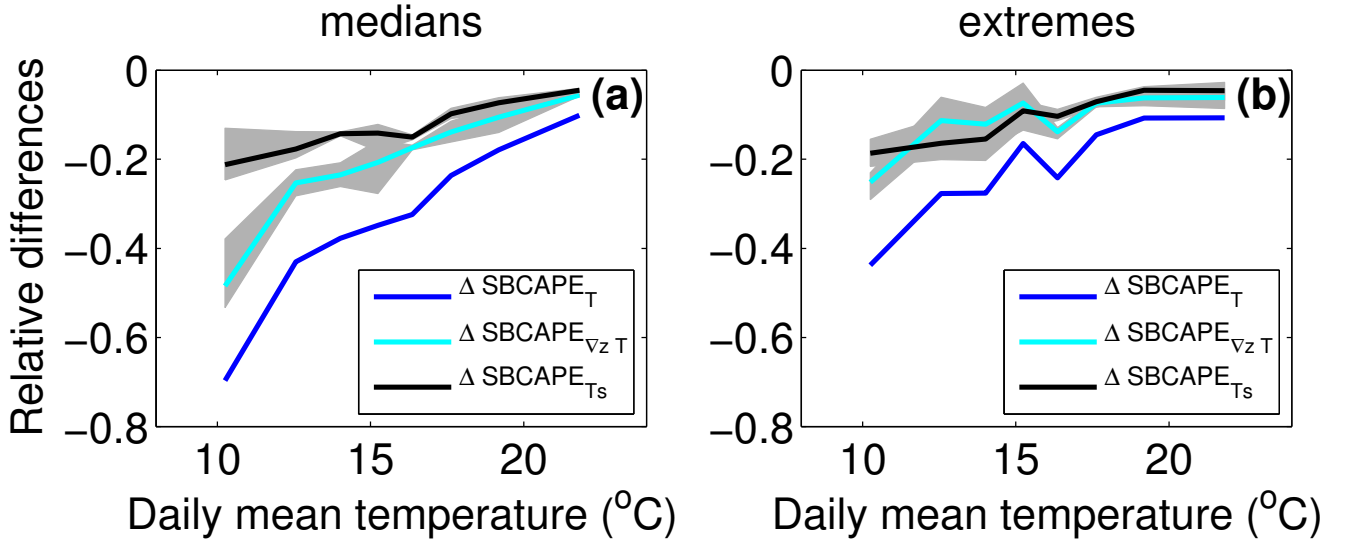 medians
extremes
Relative differences
0
−0.2
−0.4
−0.6
−0.8
10
15
20
(a)
Δ SBCAPE_T
Δ SBCAPE_∇z T
Δ SBCAPE_Ts
Daily mean temperature (°C)
0
−0.2
−0.4
−0.6
−0.8
10
15
20
(b)
Δ SBCAPE_T
Δ SBCAPE_∇z T
Δ SBCAPE_Ts
Daily mean temperature (°C)